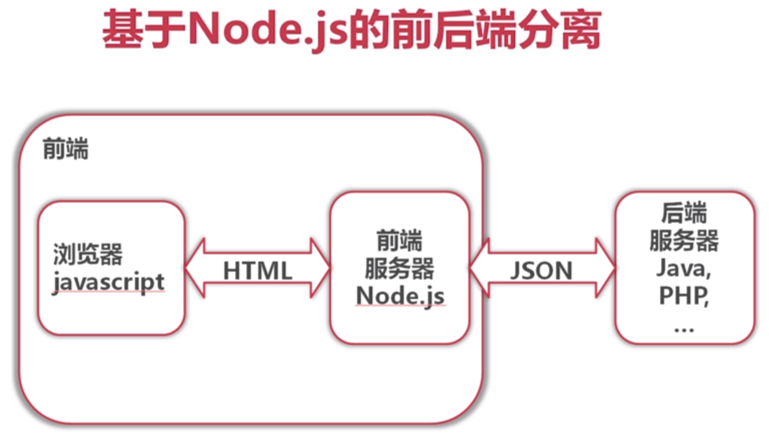 基于Node.js的前后端分离
前端
浏览器
javascript
HTML
前端
服务器
Node.js
JSON
后端
服务器
Java,
PHP,
...